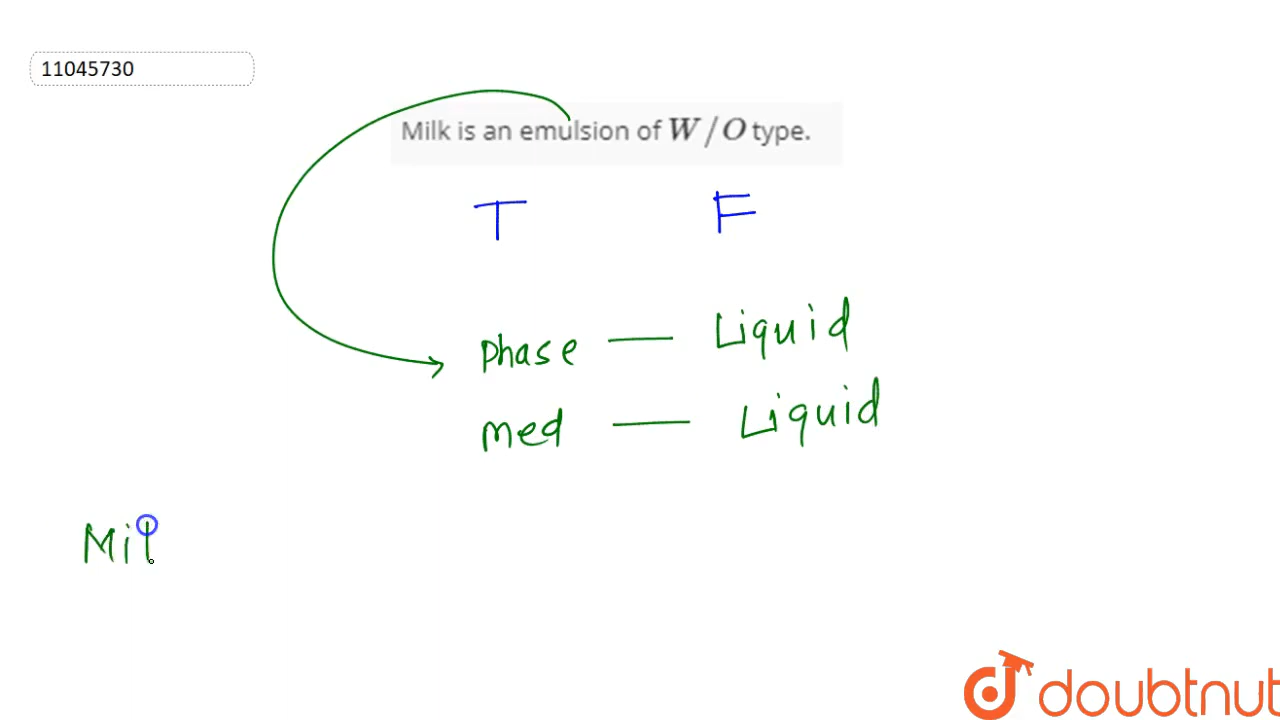 11045730
Milk is an emulsion of W/O type.
T F
Phase — Liquid
med — Liquid
Mil
doubtnut